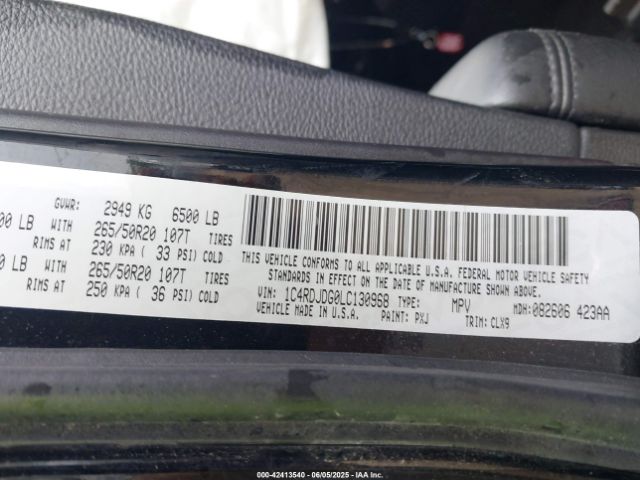 GVWR: 2949 KG 6500 LB
00 LB WITH 265/50R20 107T TIRES
RIMS AT 230 KPA ( 33 PSI) COLD
0 LB WITH 265/50R20 107T TIRES
RIMS AT 250 KPA ( 36 PSI) COLD
THIS VEHICLE CONFORMS TO ALL APPLICABLE U.S.A. FEDERAL MOTOR VEHICLE SAFETY
STANDARDS IN EFFECT ON THE DATE OF MANUFACTURE SHOWN ABOVE.
VIN: 1C4RDJDG0LC130968 TYPE: MPV MDH: 082606 423AA
VEHICLE MADE IN U.S.A. PAINT: PXJ TRIM: CLX9
000-42413540 - 06/05/2025 - IAA Inc.